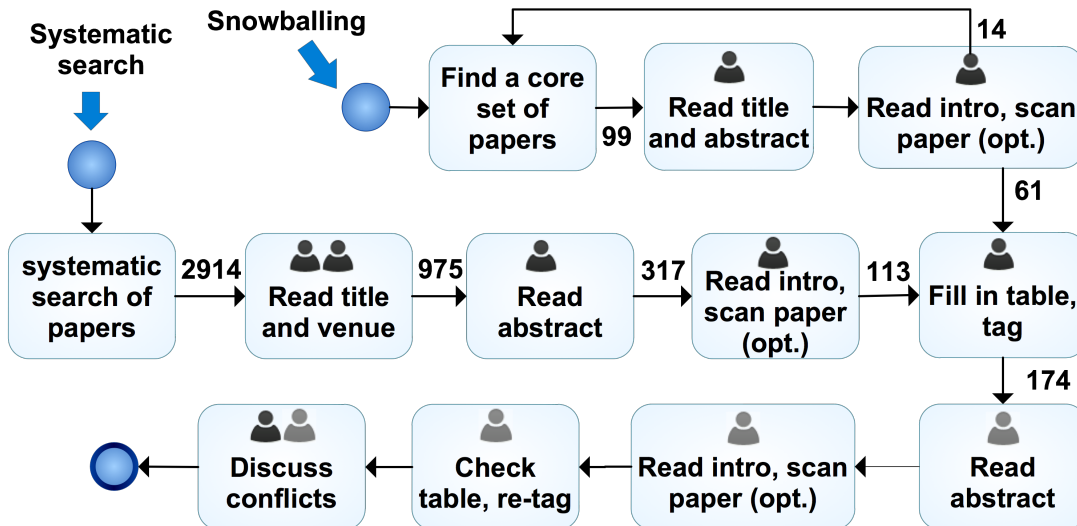 Systematic
search
Snowballing
14
Find a core
set of
papers
99
Read title
and abstract
Read intro, scan
paper (opt.)
61
systematic
search of
papers
2914
Read title
and venue
975
Read
abstract
317
Read intro,
scan paper
(opt.)
113
Fill in table,
tag
174
Discuss
conflicts
Check
table, re-tag
Read intro, scan
paper (opt.)
Read
abstract